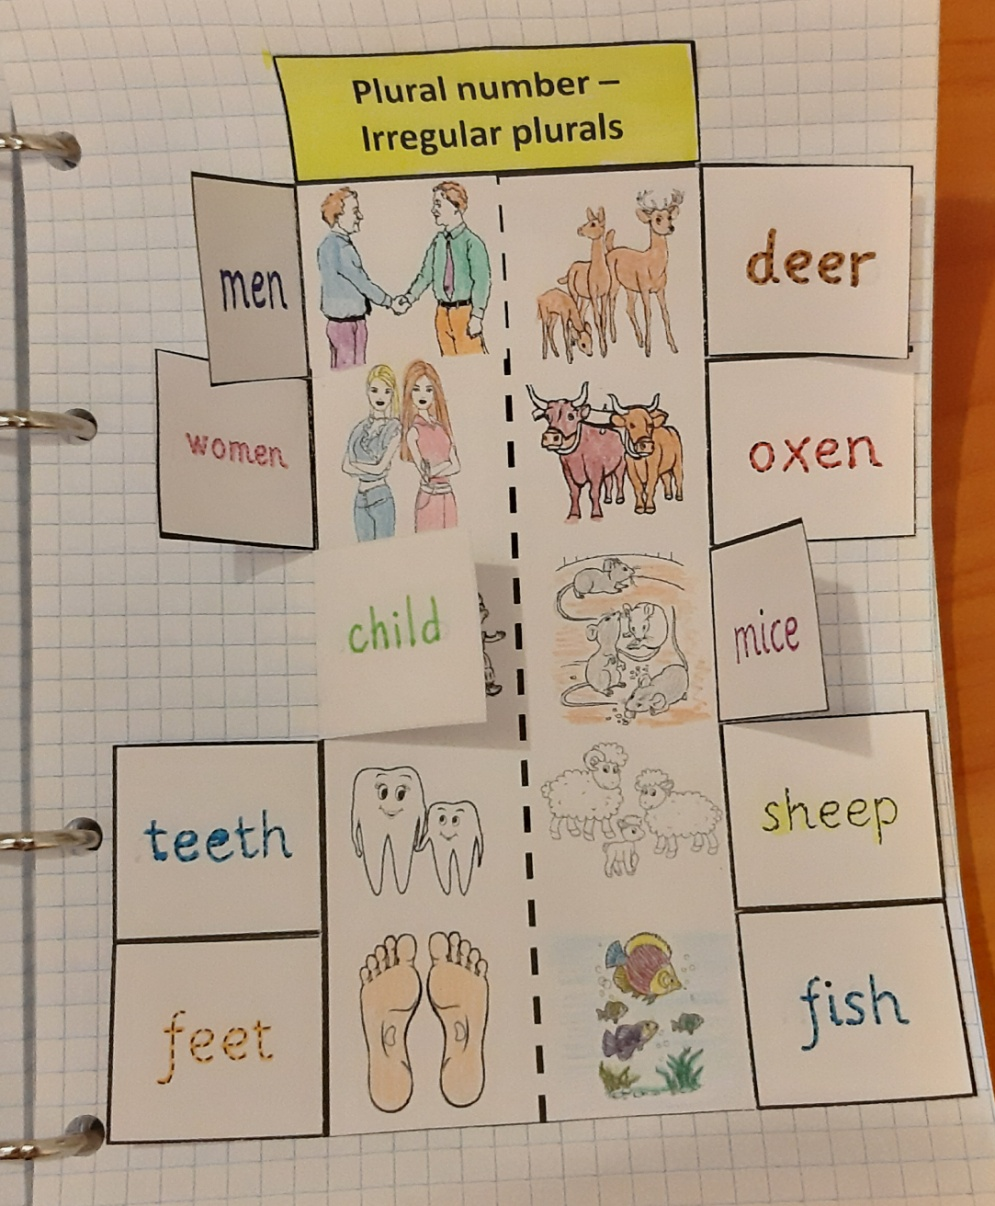 Plural number –
Irregular plurals
men
deer
women
oxen
child
mice
teeth
sheep
feet
fish